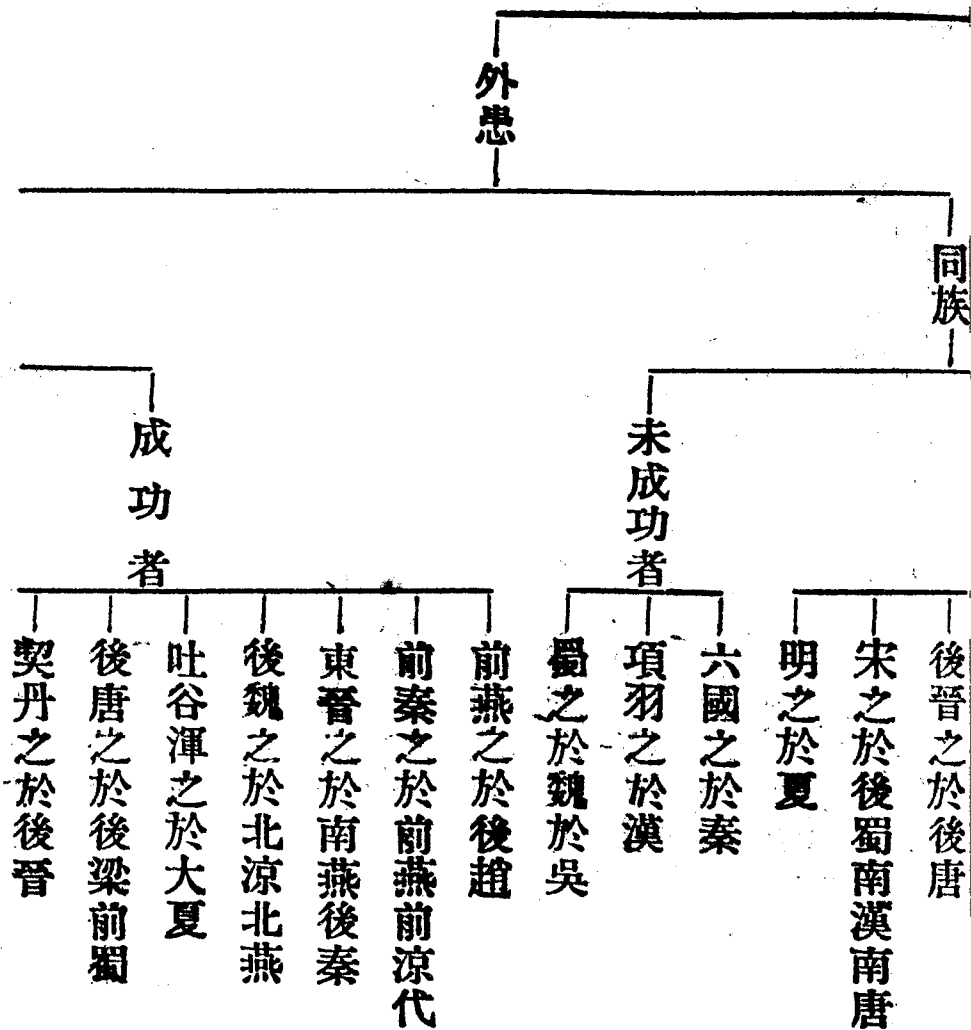 外患
同族
後晉之於後唐
宋之於後蜀南漢南唐
明之於夏
未成功者
六國之於秦
項羽之於漢
蜀之於魏於吳
成功者
前燕之於後趙
前秦之於前燕前涼代
東晉之於南燕後秦
後魏之於北涼北燕
吐谷渾之於大夏
後唐之於後梁前蜀
契丹之於後晉